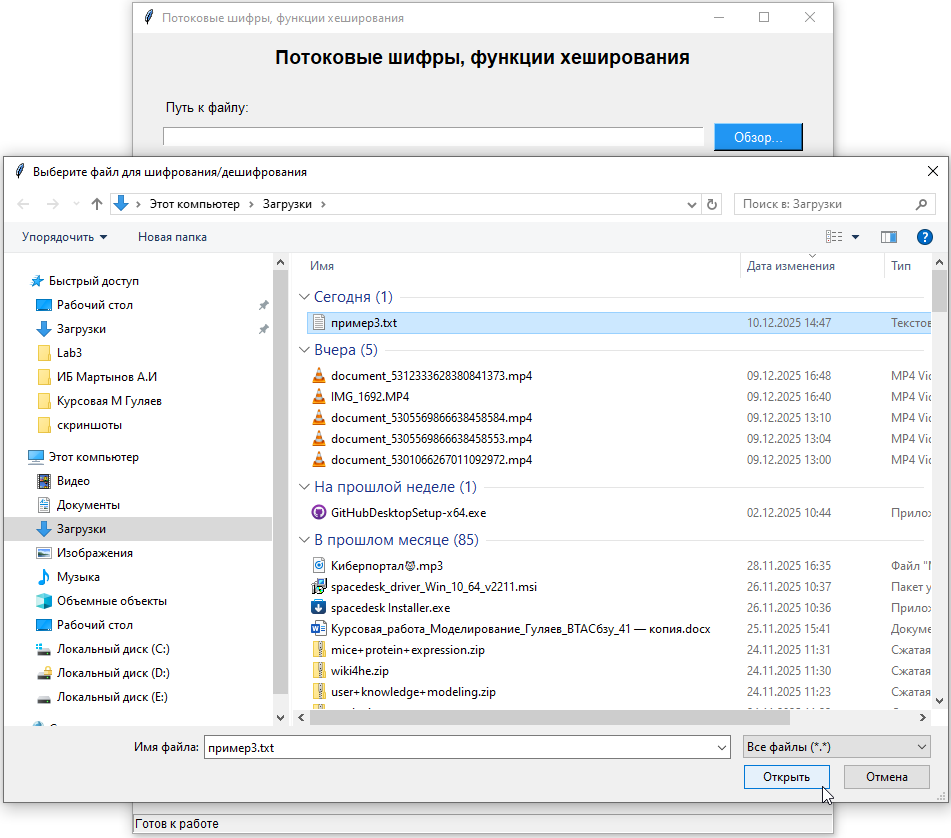 Потоковые шифры, функции хеширования
Потоковые шифры, функции хеширования
Путь к файлу:
Обзор...
Выберите файл для шифрования/дешифрования
Этот компьютер
Загрузки
Поиск в: Загрузки
Упорядочить
Новая папка
Имя
Дата изменения
Тип
Быстрый доступ
Рабочий стол
Загрузки
Lab3
ИБ Мартынов А.И
Курсовая М Гуляев
скриншоты
Этот компьютер
Видео
Документы
Загрузки
Изображения
Музыка
Объемные объекты
Рабочий стол
Локальный диск (C:)
Локальный диск (D:)
Локальный диск (E:)
Сегодня (1)
пример3.txt 10.12.2025 14:47 Текстов
Вчера (5)
document_5312333628380841373.mp4 09.12.2025 16:48 MP4 Vic
IMG_1692.MP4 09.12.2025 16:40 MP4 Vic
document_5305569866638458584.mp4 09.12.2025 13:10 MP4 Vic
document_5305569866638458553.mp4 09.12.2025 13:04 MP4 Vic
document_5301066267011092972.mp4 09.12.2025 13:00 MP4 Vic
На прошлой неделе (1)
GitHubDesktopSetup-x64.exe 02.12.2025 10:44 Прило
В прошлом месяце (85)
Киберпортал😈.mp3 28.11.2025 16:35 Файл "
spacedesk_driver_Win_10_64_v2211.msi 26.11.2025 10:37 Пакет у
spacedesk Installer.exe 26.11.2025 10:36 Прило
Курсовая_работа_Моделирование_Гуляев_ВТАСбзу_41 — копия.docx 25.11.2025 15:41 Докуме
mice+protein+expression.zip 24.11.2025 11:31 Сжатая
wiki4he.zip 24.11.2025 11:30 Сжатая
user+knowledge+modeling.zip 24.11.2025 11:23 Сжатая
Имя файла:
пример3.txt
Все файлы (*.*)
Открыть
Отмена
Готов к работе